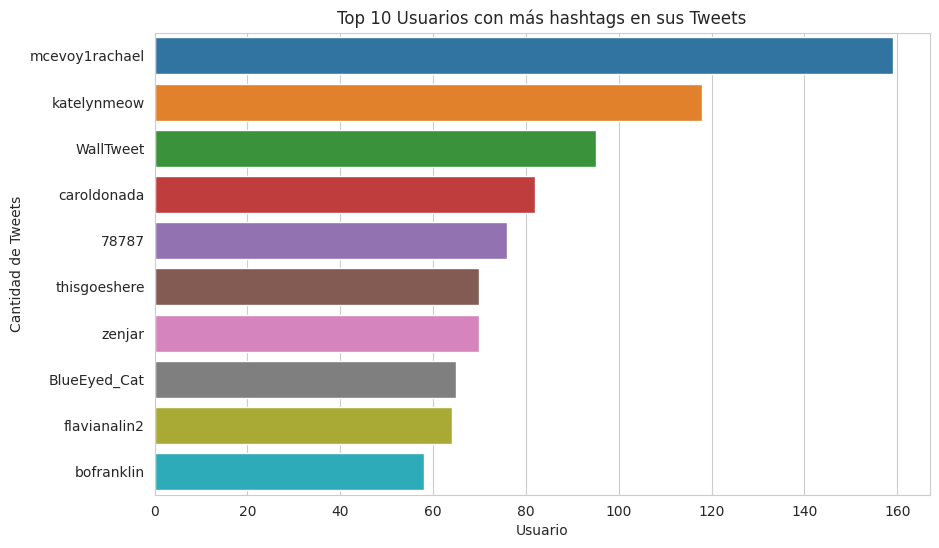 Top 10 Usuarios con más hashtags en sus Tweets
Cantidad de Tweets
mcevoy1rachael
katelynmeow
WallTweet
caroldonada
78787
thisgoeshere
zenjar
BlueEyed_Cat
flavianalin2
bofranklin
0 20 40 60 80 100 120 140 160
Usuario